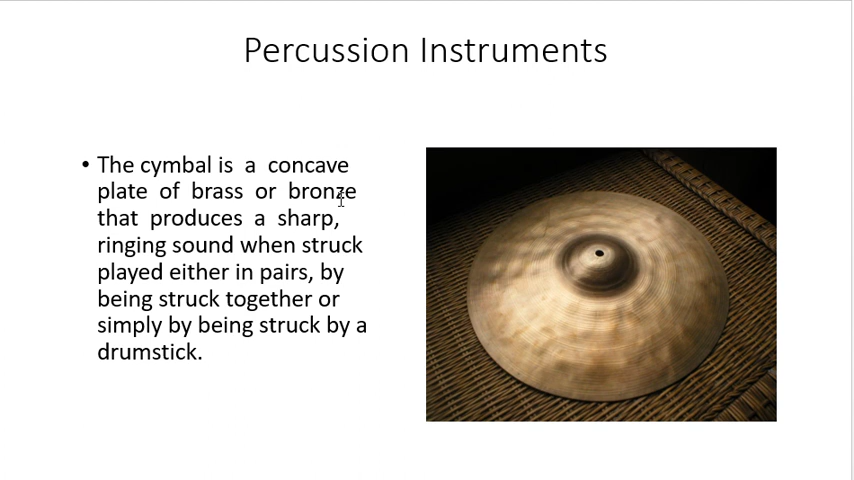 Percussion Instruments
• The cymbal is a concave
plate of brass or bronze
that produces a sharp,
ringing sound when struck
played either in pairs, by
being struck together or
simply by being struck by a
drumstick.